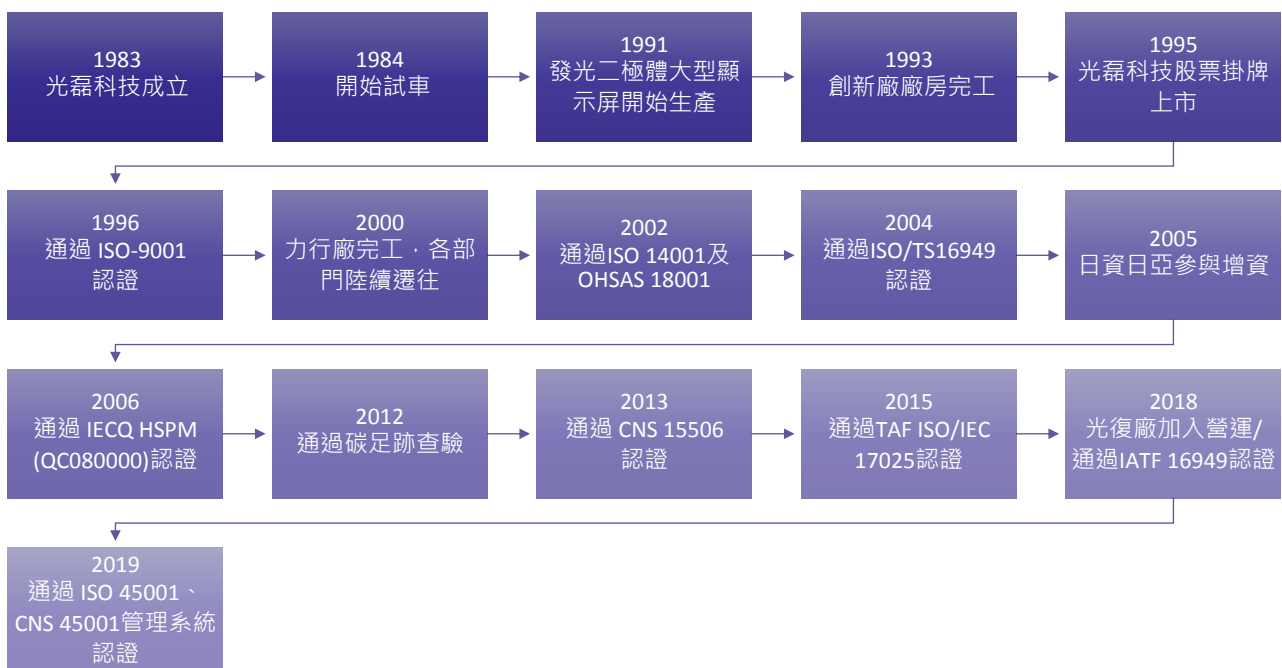 1983
光磊科技成立
1984
開始試車
1991
發光二極體大型顯
示屏開始生產
1993
創新廠廠房完工
1995
光磊科技股票掛牌
上市
1996
通過 ISO-9001
認證
2000
力行廠完工，各部
門陸續遷往
2002
通過ISO 14001及
OHSAS 18001
2004
通過ISO/TS16949
認證
2005
日資日亞參與增資
2006
通過 IECQ HSPM
(QC080000)認證
2012
通過碳足跡查驗
2013
通過 CNS 15506
認證
2015
通過TAF ISO/IEC
17025認證
2018
光復廠加入營運/
通過IATF 16949認證
2019
通過 ISO 45001、
CNS 45001管理系統
認證